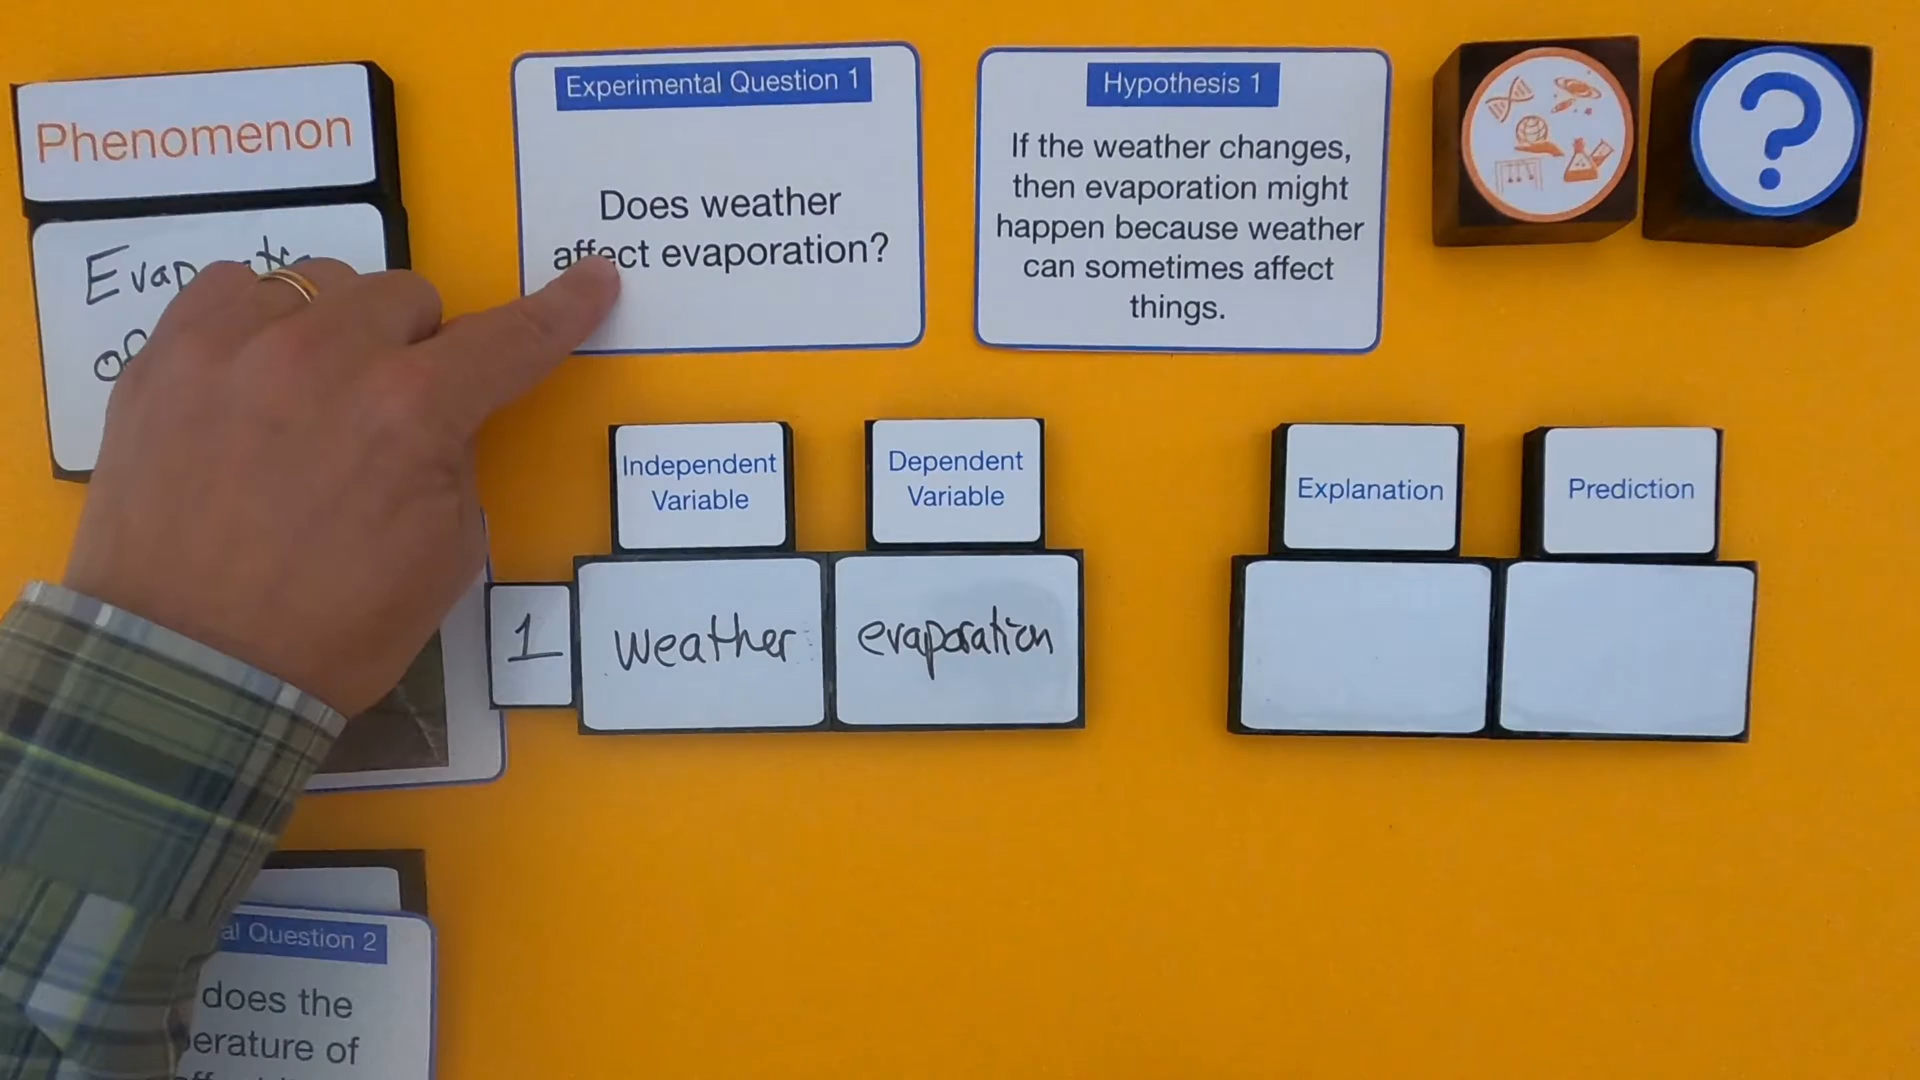 Phenomenon
Experimental Question 1
Does weather
affect evaporation?
Hypothesis 1
If the weather changes,
then evaporation might
happen because weather
can sometimes affect
things.
Independent
Variable
Dependent
Variable
1
weather
evaporation
Explanation
Prediction
Question 2
does the
of